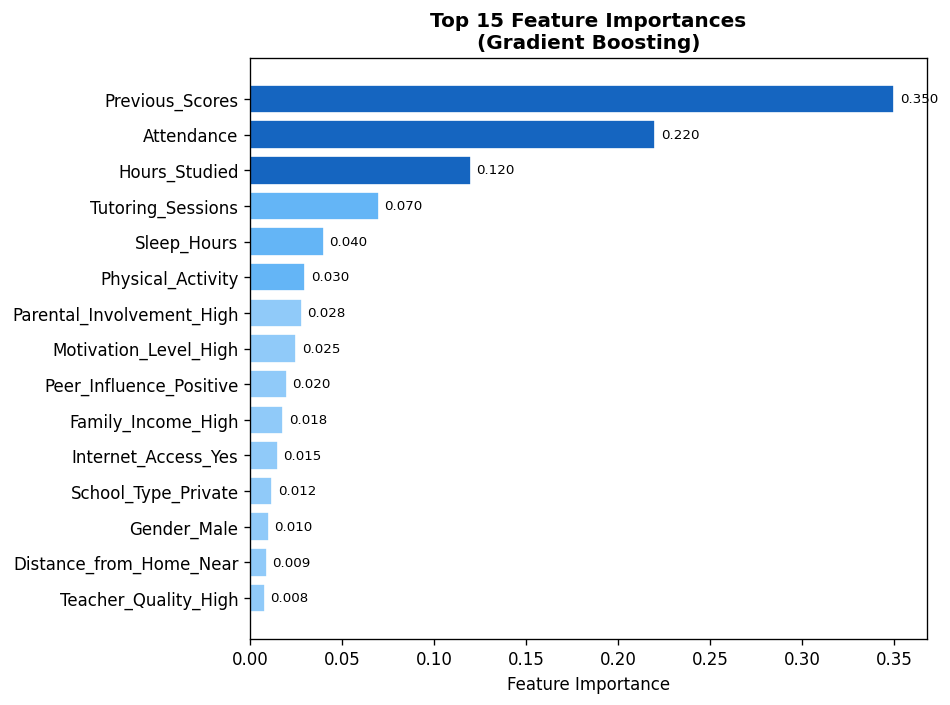 Top 15 Feature Importances
(Gradient Boosting)
Previous_Scores 0.350
Attendance 0.220
Hours_Studied 0.120
Tutoring_Sessions 0.070
Sleep_Hours 0.040
Physical_Activity 0.030
Parental_Involvement_High 0.028
Motivation_Level_High 0.025
Peer_Influence_Positive 0.020
Family_Income_High 0.018
Internet_Access_Yes 0.015
School_Type_Private 0.012
Gender_Male 0.010
Distance_from_Home_Near 0.009
Teacher_Quality_High 0.008
0.00 0.05 0.10 0.15 0.20 0.25 0.30 0.35
Feature Importance